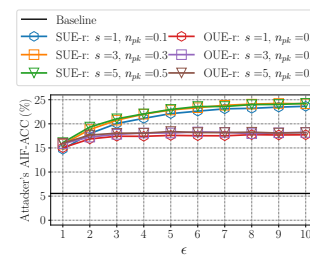 Baseline
SUE-r: s =1, n_pk =0.1
OUE-r: s =1, n_pk =0.
SUE-r: s =3, n_pk =0.3
OUE-r: s =3, n_pk =0.
SUE-r: s =5, n_pk =0.5
OUE-r: s =5, n_pk =0.
Attacker's AIF-ACC (%)
25
20
15
10
5
0
1 2 3 4 5 6 7 8 9 10
ϵ